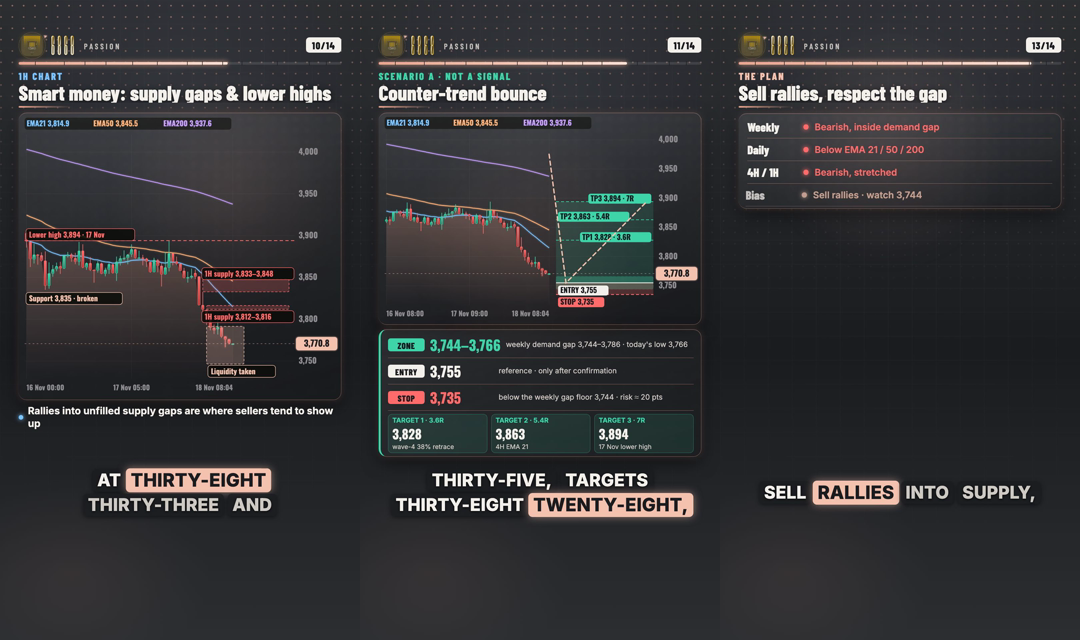 PASSION
10/14
1H CHART
Smart money: supply gaps & lower highs
EMA21 3,814.9 EMA50 3,845.5 EMA200 3,937.6
4,000
3,950
3,900
Lower high 3,894 · 17 Nov
1H supply 3,833–3,848
3,850
Support 3,835 · broken
1H supply 3,812–3,816
3,800
3,770.8
3,750
Liquidity taken
16 Nov 00:00 17 Nov 05:00 18 Nov 08:04
Rallies into unfilled supply gaps are where sellers tend to show
up
AT THIRTY-EIGHT
THIRTY-THREE AND
PASSION
11/14
SCENARIO A · NOT A SIGNAL
Counter-trend bounce
EMA21 3,814.9 EMA50 3,845.5 EMA200 3,937.6
4,000
3,950
TP3 3,894 · 7R
3,900
TP2 3,863 · 5.4R
3,850
TP1 3,828 · 3.6R
3,800
3,770.8
3,750
ENTRY 3,755
STOP 3,735
16 Nov 08:00 17 Nov 09:00 18 Nov 08:04
ZONE 3,744–3,766 weekly demand gap 3,744–3,786 · today's low 3,766
ENTRY 3,755 reference · only after confirmation
STOP 3,735 below the weekly gap floor 3,744 · risk ≈ 20 pts
TARGET 1 · 3.6R
3,828
wave-4 38% retrace
TARGET 2 · 5.4R
3,863
4H EMA 21
TARGET 3 · 7R
3,894
17 Nov lower high
THIRTY-FIVE, TARGETS
THIRTY-EIGHT TWENTY-EIGHT,
PASSION
13/14
THE PLAN
Sell rallies, respect the gap
Weekly Bearish, inside demand gap
Daily Below EMA 21 / 50 / 200
4H / 1H Bearish, stretched
Bias Sell rallies · watch 3,744
SELL RALLIES INTO SUPPLY,